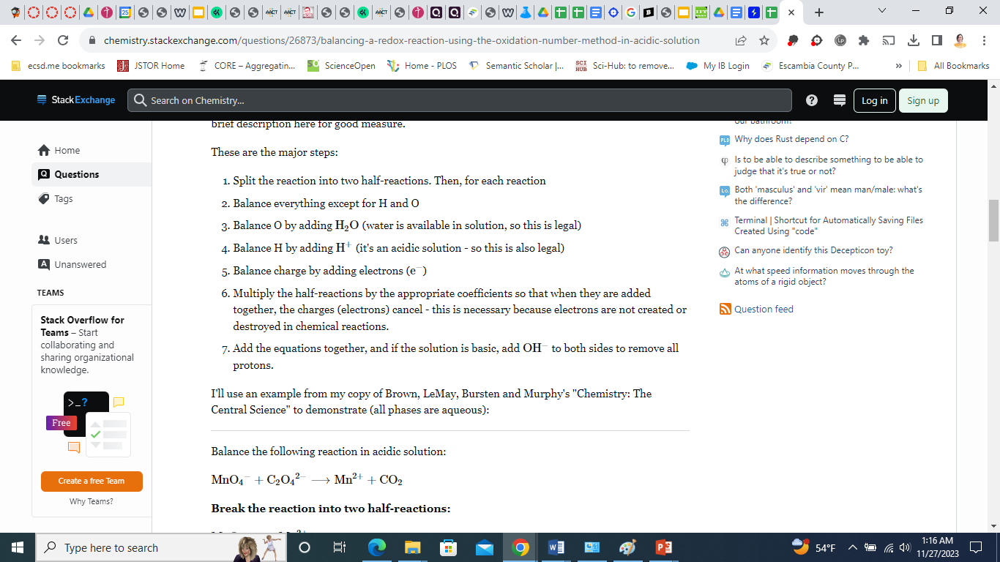 chemistry.stackexchange.com/questions/26873/balancing-a-redox-reaction-using-the-oxidation-number-method-in-acidic-solution
ecsd.me bookmarks JSTOR Home CORE – Aggregatin... ScienceOpen Home - PLOS Semantic Scholar |... Sci-Hub: to remove... My IB Login Escambia County P... » All Bookmarks
StackExchange Search on Chemistry... Log in Sign up
brief description here for good measure.
These are the major steps:
1. Split the reaction into two half-reactions. Then, for each reaction
2. Balance everything except for H and O
3. Balance O by adding H₂O (water is available in solution, so this is legal)
4. Balance H by adding H⁺ (it's an acidic solution - so this is also legal)
5. Balance charge by adding electrons (e⁻)
6. Multiply the half-reactions by the appropriate coefficients so that when they are added
together, the charges (electrons) cancel - this is necessary because electrons are not created or
destroyed in chemical reactions.
7. Add the equations together, and if the solution is basic, add OH⁻ to both sides to remove all
protons.
I'll use an example from my copy of Brown, LeMay, Bursten and Murphy's "Chemistry: The
Central Science" to demonstrate (all phases are aqueous):
Balance the following reaction in acidic solution:
MnO₄⁻ + C₂O₄²⁻ ⟶ Mn²⁺ + CO₂
Break the reaction into two half-reactions:
Home
Questions
Tags
Users
Unanswered
TEAMS
Stack Overflow for
Teams – Start
collaborating and
sharing organizational
knowledge.
>_?
Free
Create a free Team
Why Teams?
our bathroom?
Why does Rust depend on C?
Is to be able to describe something to be able to
judge that it's true or not?
Both 'masculus' and 'vir' mean man/male: what's
the difference?
Terminal | Shortcut for Automatically Saving Files
Created Using "code"
Can anyone identify this Decepticon toy?
At what speed information moves through the
atoms of a rigid object?
Question feed
Type here to search
54°F
1:16 AM
11/27/2023